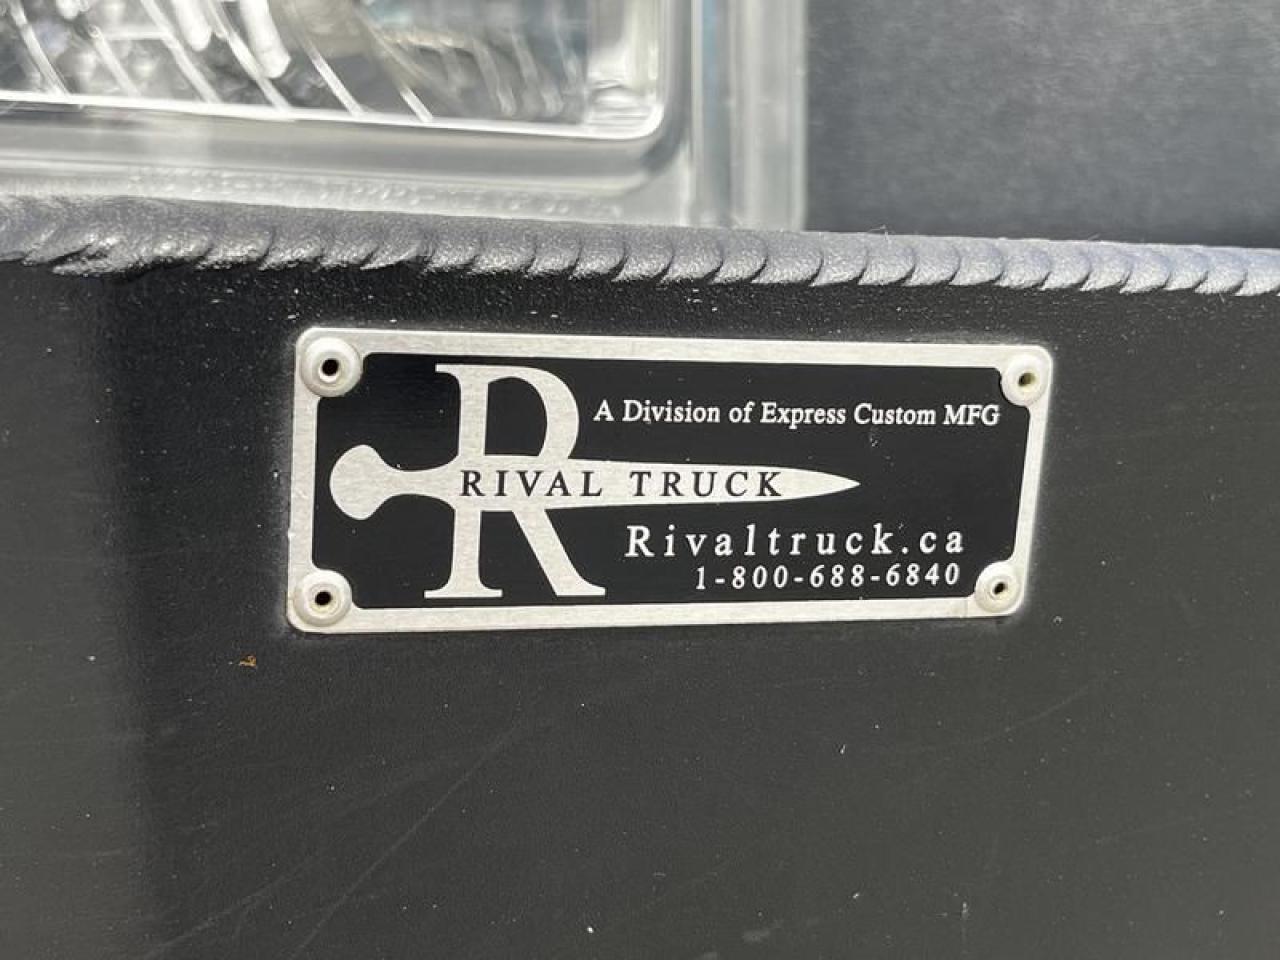 R
A Division of Express Custom MFG
RIVAL TRUCK
Rivaltruck.ca
1-800-688-6840